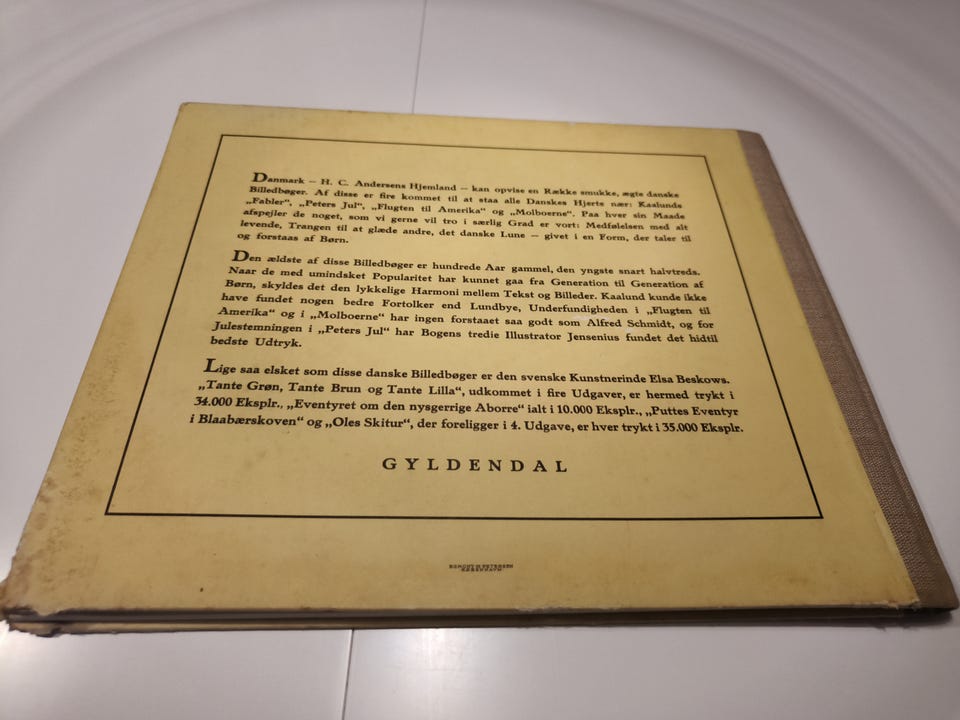 Danmark — H. C. Andersens Hjemland — kan opvise en Række smukke, ægte danske
Billedbøger. Af disse er fire kommet til at staa alle Danskes Hjerte nær: Kaalunds
„Fabler“, „Peters Jul“, „Flugten til Amerika“ og „Molboerne“. Paa hver sin Maade
afspejler de noget, som vi gerne vil tro i særlig Grad er vort: Medfølelsen med alt
levende, Trangen til at glæde andre, det danske Lune — givet i en Form, der taler til
og forstaas af Børn.
Den ældste af disse Billedbøger er hundrede Aar gammel, den yngste snart halvtreds.
Naar de med umindsket Popularitet har kunnet gaa fra Generation til Generation af
Børn, skyldes det den lykkelige Harmoni mellem Tekst og Billeder. Kaalund kunde ikke
have fundet nogen bedre Fortolker end Lundbye, Underfundigheden i „Flugten til
Amerika“ og i „Molboerne“ har ingen forstaaet saa godt som Alfred Schmidt, og for
Julestemningen i „Peters Jul“ har Bogens tredie Illustrator Jensenius fundet det hidtil
bedste Udtryk.
Lige saa elsket som disse danske Billedbøger er den svenske Kunstnerinde Elsa Beskows.
„Tante Grøn, Tante Brun og Tante Lilla“, udkommet i fire Udgaver, er hermed trykt i
34.000 Eksplr., „Eventyret om den nysgerrige Aborre“ ialt i 10.000 Eksplr., „Puttes Eventyr
i Blaabærskoven“ og „Oles Skitur“, der foreligger i 4. Udgave, er hver trykt i 35.000 Eksplr.
GYLDENDAL
EGMONT H. PETERSEN
KØBENHAVN